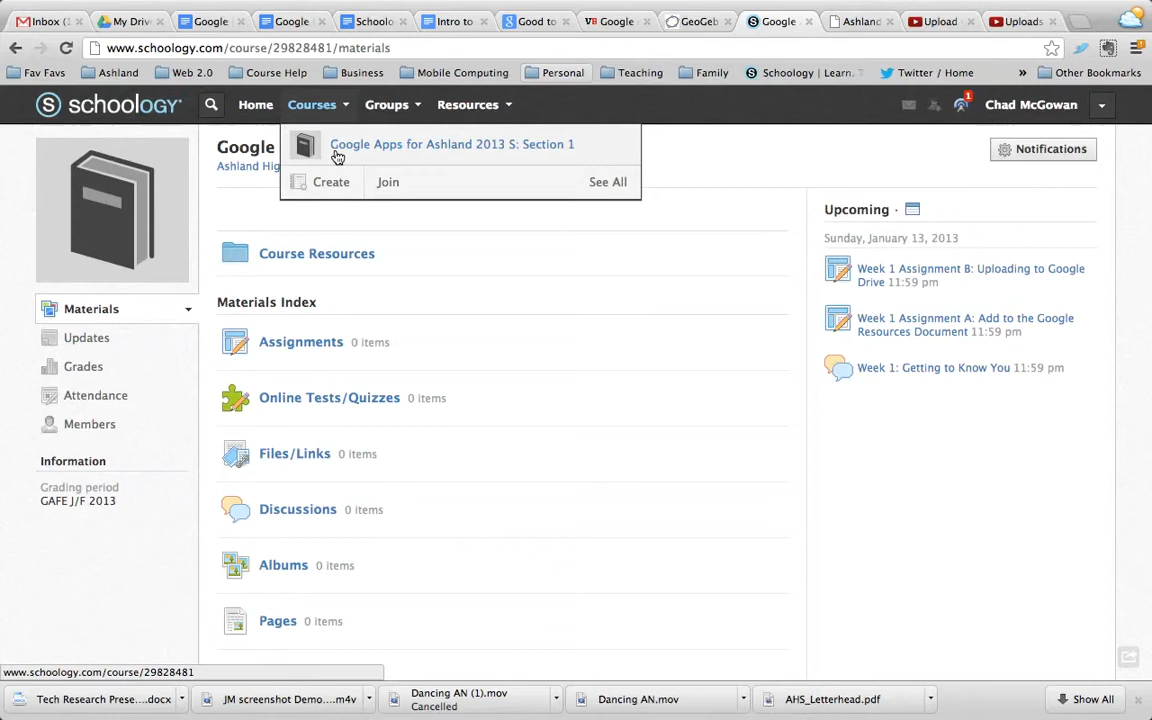 Inbox (
My Drive
Google
Google
Schoolo
Intro to
Good to
Google
GeoGeb
Google
Ashland
Upload
Uploads
www.schoology.com/course/29828481/materials
Fav Favs
Ashland
Web 2.0
Course Help
Business
Mobile Computing
Personal
Teaching
Family
Schoology | Learn. T
Twitter / Home
»
Other Bookmarks
S schoology
Home
Courses
Groups
Resources
1
Chad McGowan
Google Apps for Ashland 2013 S: Section 1
Create
Join
See All
Google
Ashland Hig
Notifications
Course Resources
Materials Index
Assignments 0 items
Online Tests/Quizzes 0 items
Files/Links 0 items
Discussions 0 items
Albums 0 items
Pages 0 items
Materials
Updates
Grades
Attendance
Members
Information
Grading period
GAFE J/F 2013
Upcoming ·
Sunday, January 13, 2013
Week 1 Assignment B: Uploading to Google
Drive 11:59 pm
Week 1 Assignment A: Add to the Google
Resources Document 11:59 pm
Week 1: Getting to Know You 11:59 pm
www.schoology.com/course/29828481
Tech Research Prese....docx
JM screenshot Demo....m4v
Dancing AN (1).mov
Cancelled
Dancing AN.mov
AHS_Letterhead.pdf
Show All